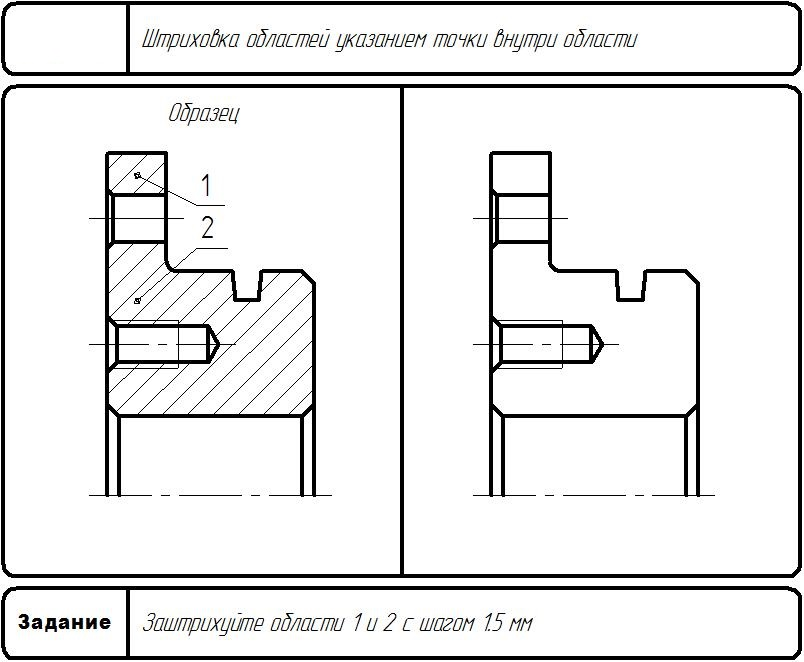 Штриховка областей указанием точки внутри области
Образец
1
2
Задание
Заштрихуйте области 1 и 2 с шагом 1.5 мм